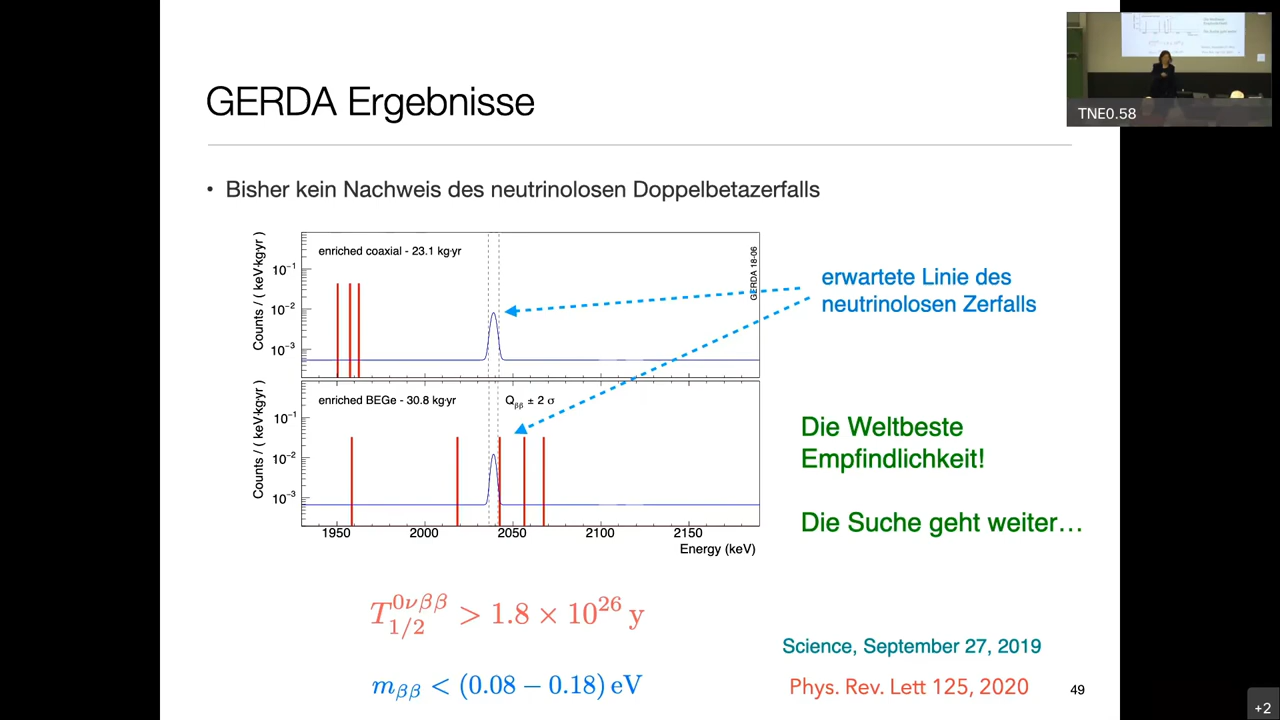 GERDA Ergebnisse
TNE0.58
• Bisher kein Nachweis des neutrinolosen Doppelbetazerfalls
enriched coaxial - 23.1 kg·yr
GERDA 18-06
Counts / ( keV·kg·yr )
10⁻¹
10⁻²
10⁻³
erwartete Linie des
neutrinolosen Zerfalls
enriched BEGe - 30.8 kg·yr
Qββ ± 2 σ
Counts / ( keV·kg·yr )
10⁻¹
10⁻²
10⁻³
1950 2000 2050 2100 2150
Energy (keV)
Die Weltbeste
Empfindlichkeit!
Die Suche geht weiter…
T₁/₂⁰νββ > 1.8 × 10²⁶ y
mββ < (0.08 − 0.18) eV
Science, September 27, 2019
Phys. Rev. Lett 125, 2020
49
+2